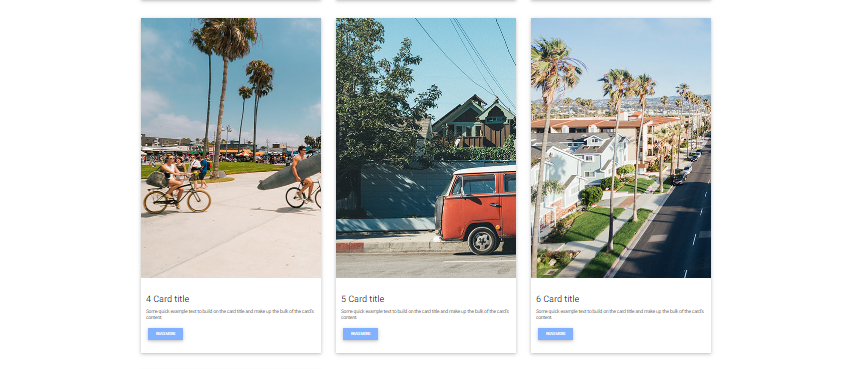 4 Card title
Some quick example text to build on the card title and make up the bulk of the card's
content
READ MORE
5 Card title
Some quick example text to build on the card title and make up the bulk of the card's
content
READ MORE
6 Card title
Some quick example text to build on the card title and make up the bulk of the card's
content
READ MORE